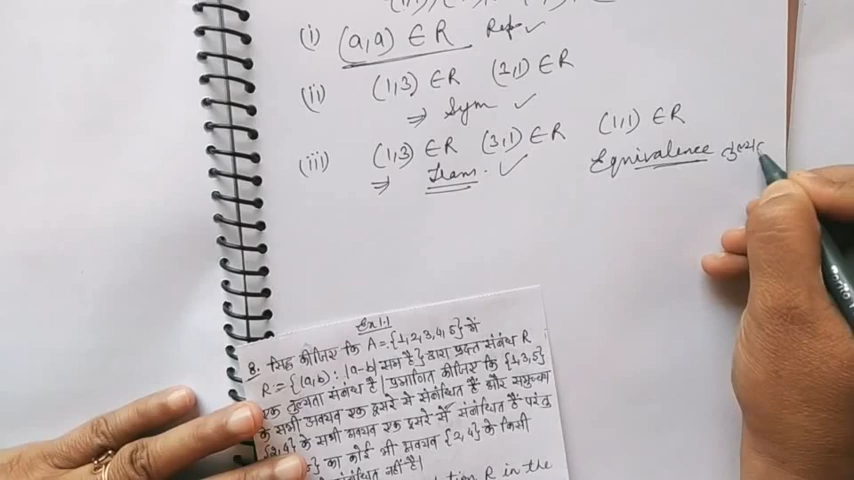 (i) (a,a) ∈ R Ref ✓
(ii) (1,3) ∈ R (3,1) ∈ R
⇒ Sym ✓
(iii) (1,3) ∈ R (3,1) ∈ R (1,1) ∈ R
⇒ Trans. ✓ Equivalence तुल्य
Ex 1.1
8. सिद्ध कीजिए कि A = {1,2,3,4,5} में
R = {(a,b) : |a-b| सम है} द्वारा प्रदत्त संबंध R
एक तुल्यता संबंध है। प्रमाणित कीजिए कि {1,3,5}
के सभी अवयव एक दूसरे से संबंधित हैं और समुच्चय
{2,4} के सभी अवयव एक दूसरे से संबंधित हैं परंतु
का कोई भी अवयव {2,4} के किसी
संबंधित नहीं है।
R in the